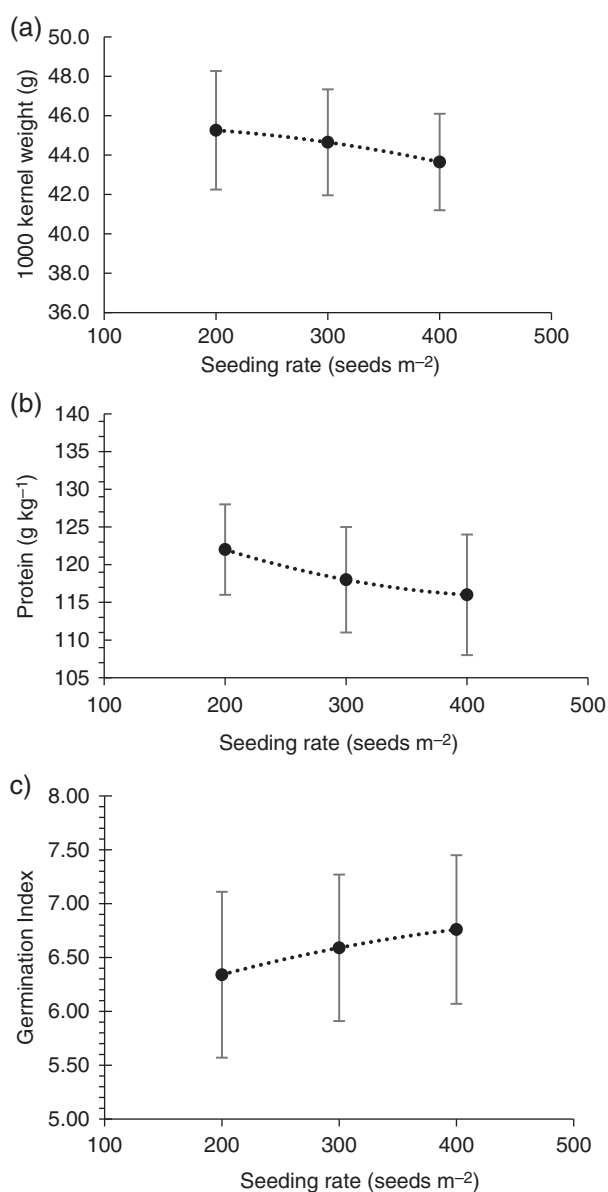 (a)
50.0
48.0
46.0
44.0
42.0
40.0
38.0
36.0
1000 kernel weight (g)
100 200 300 400 500
Seeding rate (seeds m⁻²)
(b)
140
135
130
125
120
115
110
105
Protein (g kg⁻¹)
100 200 300 400 500
Seeding rate (seeds m⁻²)
c)
8.00
7.50
7.00
6.50
6.00
5.50
5.00
Germination Index
100 200 300 400 500
Seeding rate (seeds m⁻²)